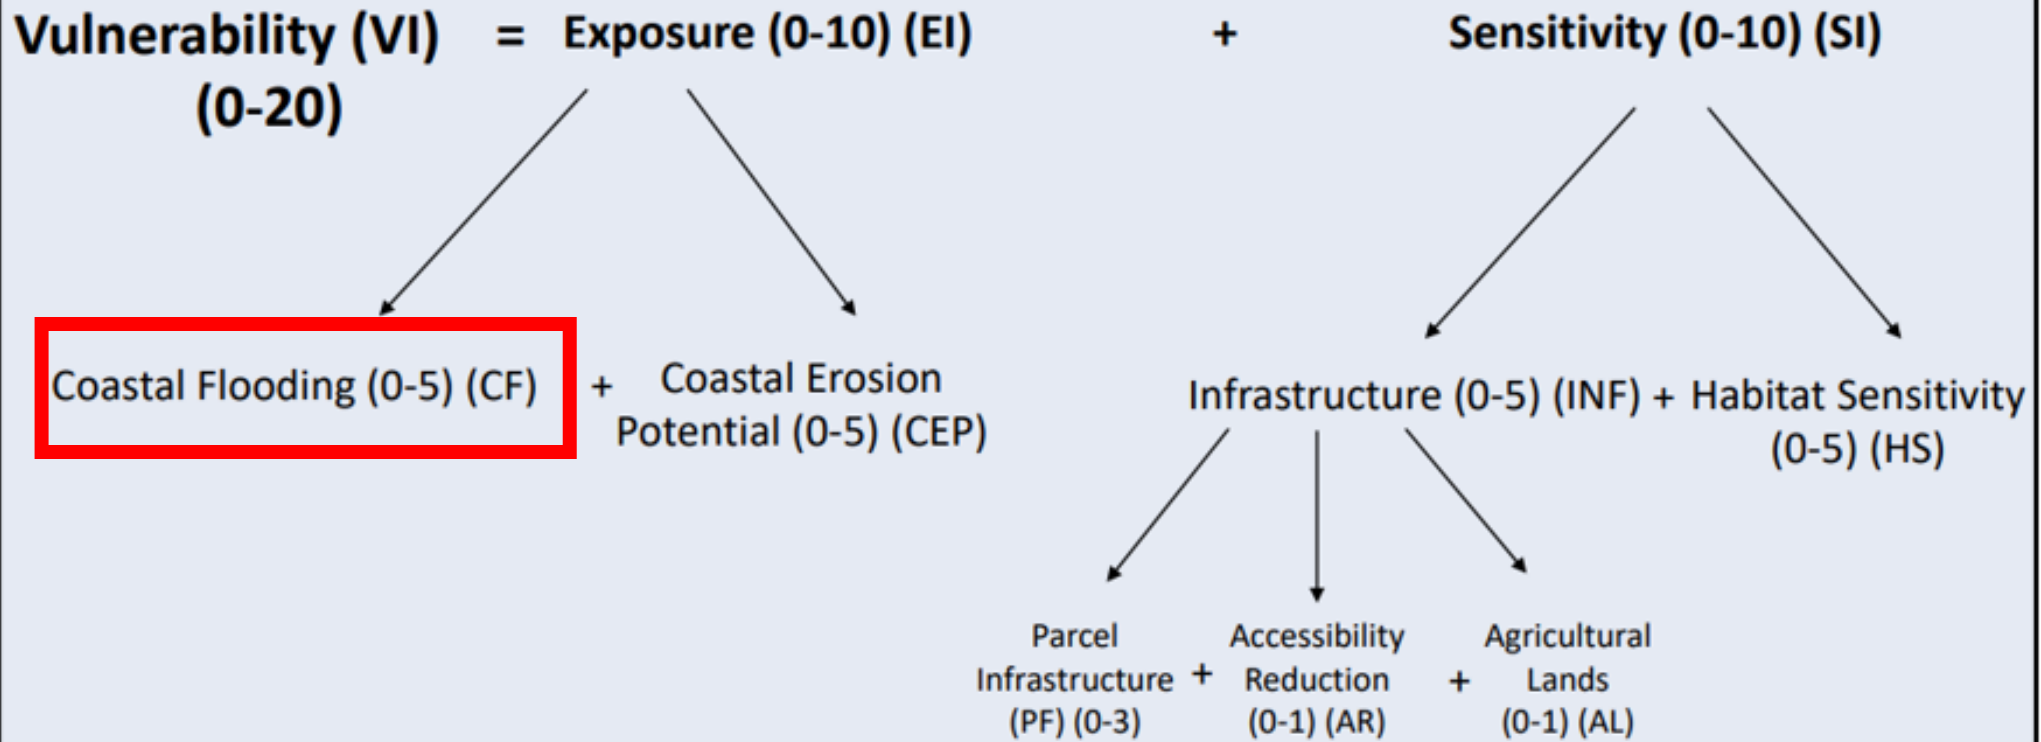 Vulnerability (VI) = Exposure (0-10) (EI) + Sensitivity (0-10) (SI)
(0-20)
Coastal Flooding (0-5) (CF) + Coastal Erosion
Potential (0-5) (CEP)
Infrastructure (0-5) (INF) + Habitat Sensitivity
(0-5) (HS)
Parcel
Infrastructure
(PF) (0-3)
+
Accessibility
Reduction
(0-1) (AR)
+
Agricultural
Lands
(0-1) (AL)